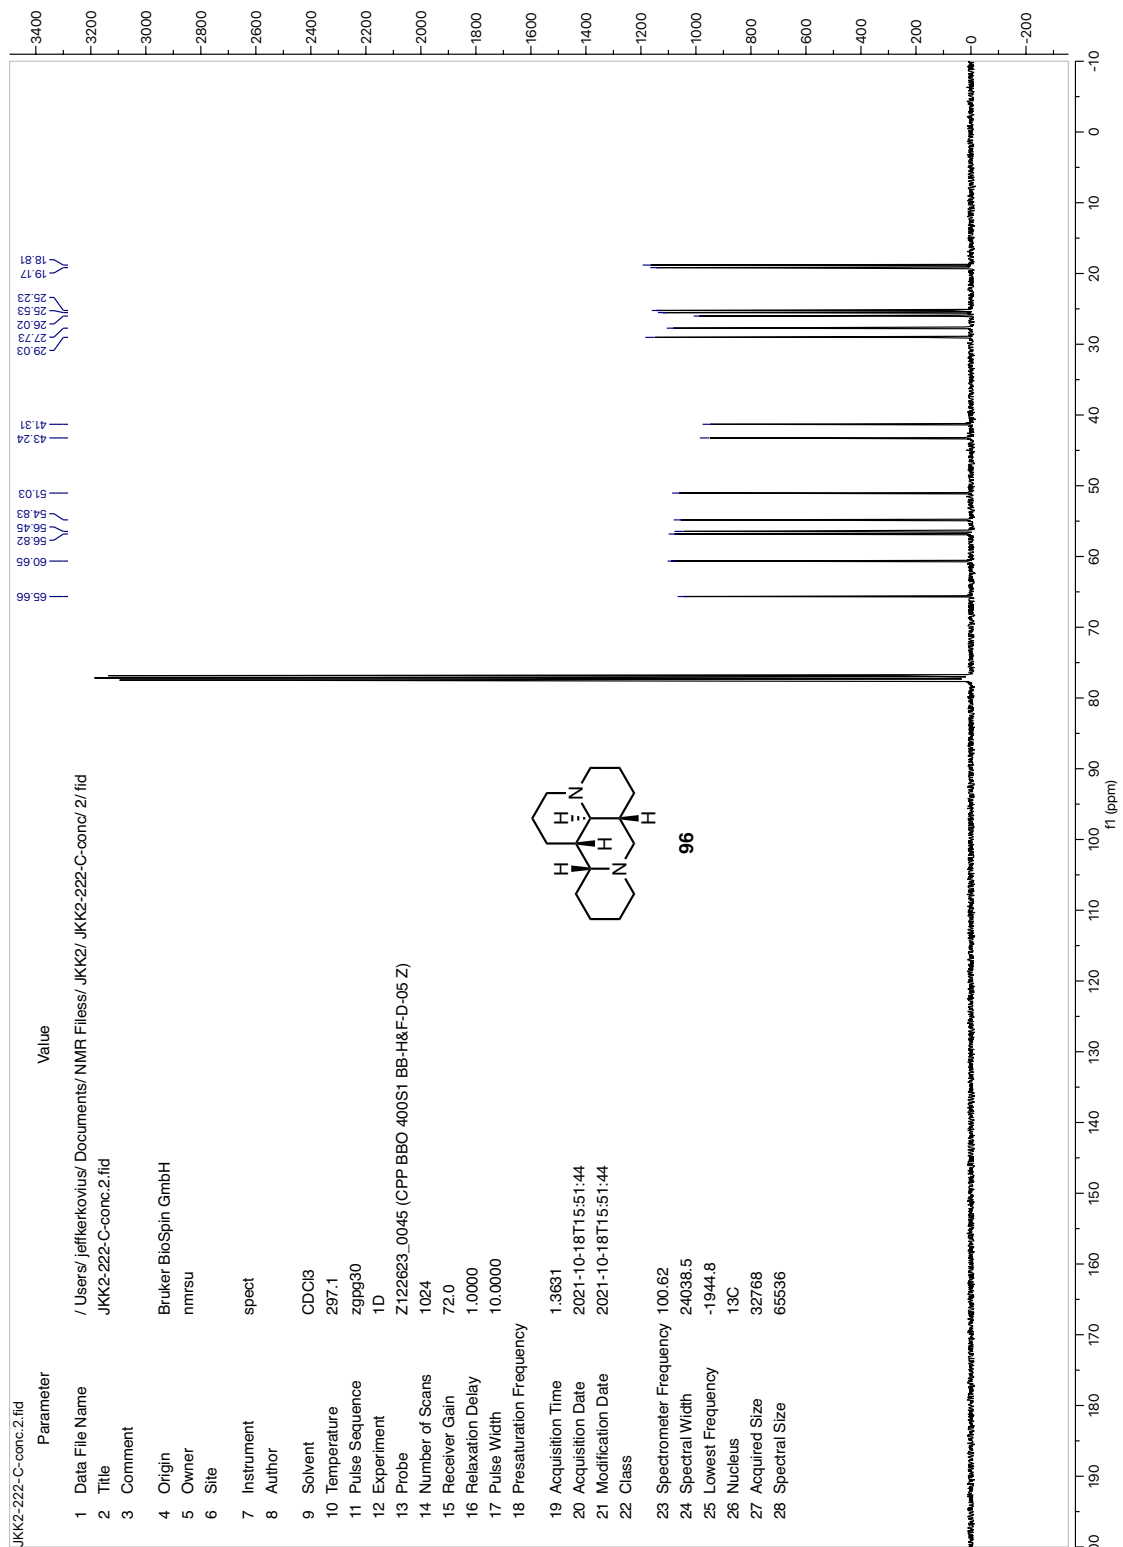 JKK2-222-C-conc.2.fid
Parameter Value
1 Data File Name / Users/ jeffkerkovius/ Documents/ NMR Filess/ JKK2/ JKK2-222-C-conc/ 2/ fid
2 Title JKK2-222-C-conc.2.fid
3 Comment
4 Origin Bruker BioSpin GmbH
5 Owner nmrsu
6 Site
7 Instrument spect
8 Author
9 Solvent CDCl3
10 Temperature 297.1
11 Pulse Sequence zgpg30
12 Experiment 1D
13 Probe Z122623_0045 (CPP BBO 400S1 BB-H&F-D-05 Z)
14 Number of Scans 1024
15 Receiver Gain 72.0
16 Relaxation Delay 1.0000
17 Pulse Width 10.0000
18 Presaturation Frequency
19 Acquisition Time 1.3631
20 Acquisition Date 2021-10-18T15:51:44
21 Modification Date 2021-10-18T15:51:44
22 Class
23 Spectrometer Frequency 100.62
24 Spectral Width 24038.5
25 Lowest Frequency -1944.8
26 Nucleus 13C
27 Acquired Size 32768
28 Spectral Size 65536
65.66
60.65
56.82
56.45
54.83
51.03
43.24
41.31
29.03
27.73
26.02
25.53
25.23
19.17
18.81
3400
3200
3000
2800
2600
2400
2200
2000
1800
1600
1400
1200
1000
800
600
400
200
0
-200
H H N
H
N H
96
00 190 180 170 160 150 140 130 120 110 100 90 80 70 60 50 40 30 20 10 0 -10
f1 (ppm)